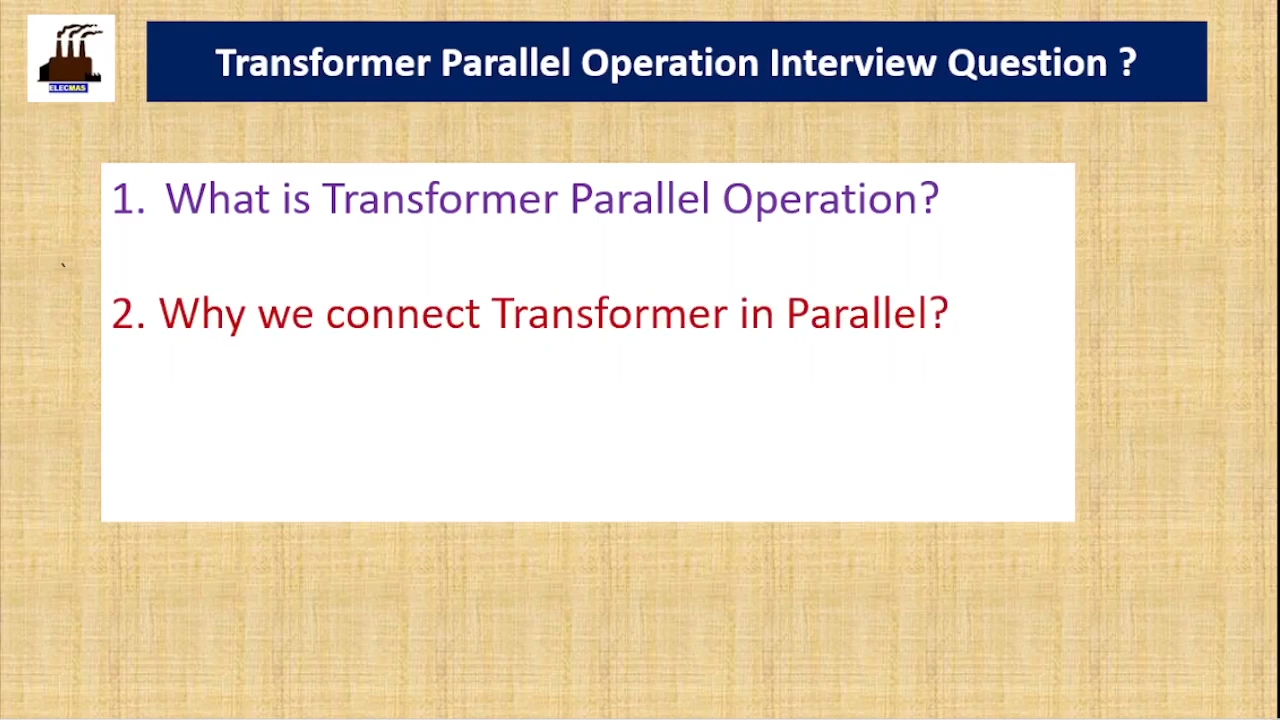 ELECMAS
Transformer Parallel Operation Interview Question ?
1. What is Transformer Parallel Operation?
2. Why we connect Transformer in Parallel?